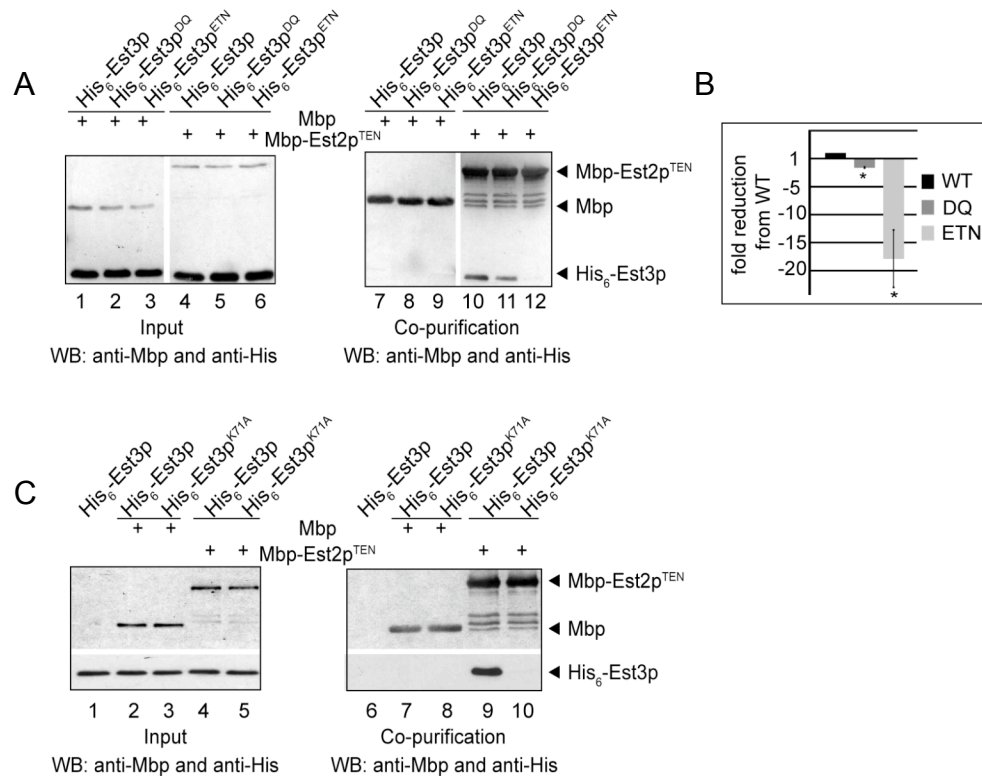 A
His6-Est3p
His6-Est3pDQ
His6-Est3pETN
His6-Est3p
His6-Est3pDQ
His6-Est3pETN
Mbp
+ + +
Mbp-Est2pTEN
+ + +
1 2 3 4 5 6
Input
WB: anti-Mbp and anti-His
His6-Est3p
His6-Est3pDQ
His6-Est3pETN
His6-Est3p
His6-Est3pDQ
His6-Est3pETN
+ + +
+ + +
Mbp-Est2pTEN
Mbp
His6-Est3p
7 8 9 10 11 12
Co-purification
WB: anti-Mbp and anti-His
B
fold reduction
from WT
1
-5
-10
-15
-20
*
*
WT
DQ
ETN
C
His6-Est3p
His6-Est3p
His6-Est3pK71A
His6-Est3p
His6-Est3pK71A
Mbp
+ +
Mbp-Est2pTEN
+ +
1 2 3 4 5
Input
WB: anti-Mbp and anti-His
His6-Est3p
His6-Est3p
His6-Est3pK71A
His6-Est3p
His6-Est3pK71A
+ +
+ +
Mbp-Est2pTEN
Mbp
His6-Est3p
6 7 8 9 10
Co-purification
WB: anti-Mbp and anti-His